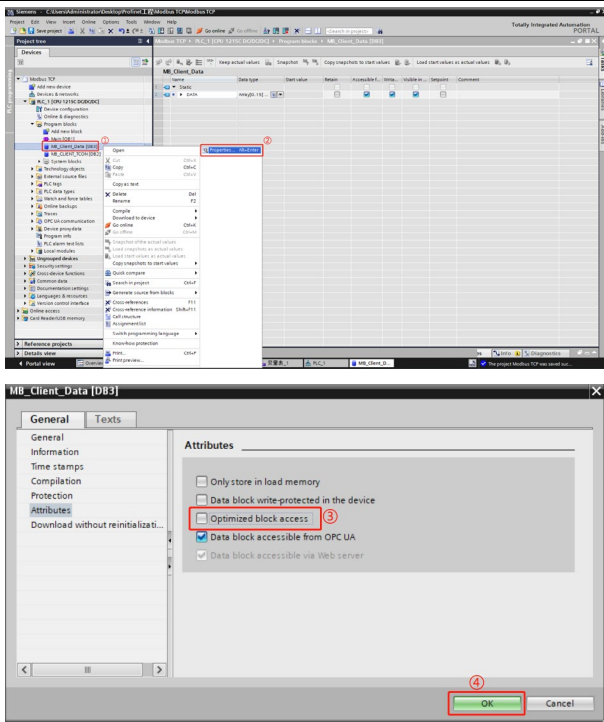 Siemens - C:\Users\Administrator\Desktop\Profinet工程\Modbus TCP\Modbus TCP
Project Edit View Insert Online Options Tools Window Help
Totally Integrated Automation
PORTAL
Save project
Go online
Go offline
Search in project
Project tree
Modbus TCP ▸ PLC_1 [CPU 1215C DC/DC/DC] ▸ Program blocks ▸ MB_Client_Data [DB3]
Devices
Keep actual values Snapshot Copy snapshots to start values Load start values as actual values
MB_Client_Data
Name Data type Start value Retain Accessible f... Writa... Visible in ... Setpoint Comment
Static
DATA Array[0..15]...
PLC programming
Modbus TCP
Add new device
Devices & networks
PLC_1 [CPU 1215C DC/DC/DC]
Device configuration
Online & diagnostics
Program blocks
Add new block
Main [OB1]
MB_Client_Data [DB3]
MB_CLIENT_TCON [DB2]
System blocks
Technology objects
External source files
PLC tags
PLC data types
Watch and force tables
Online backups
Traces
OPC UA communication
Device proxy data
Program info
PLC alarm text lists
Local modules
Ungrouped devices
Security settings
Cross-device functions
Common data
Documentation settings
Languages & resources
Version control interface
Online access
Card Reader/USB memory
Reference projects
Details view
①
②
Open
Properties... Alt+Enter
Cut Ctrl+X
Copy Ctrl+C
Paste Ctrl+V
Copy as text
Delete Del
Rename F2
Compile
Download to device
Go online Ctrl+K
Go offline Ctrl+M
Snapshot of the actual values
Load snapshots as actual values
Load start values as actual values
Copy snapshots to start values
Quick compare
Search in project Ctrl+F
Generate source from blocks
Cross-references F11
Cross-reference information Shift+F11
Call structure
Assignment list
Switch programming language
Know-how protection
Print... Ctrl+P
Print preview...
Info Diagnostics
Portal view Overview PLC_1 MB_Client_D... The project Modbus TCP was saved suc...
MB_Client_Data [DB3]
General Texts
General
Information
Time stamps
Compilation
Protection
Attributes
Download without reinitializati...
Attributes
Only store in load memory
Data block write-protected in the device
Optimized block access ③
Data block accessible from OPC UA
Data block accessible via Web server
④
OK Cancel